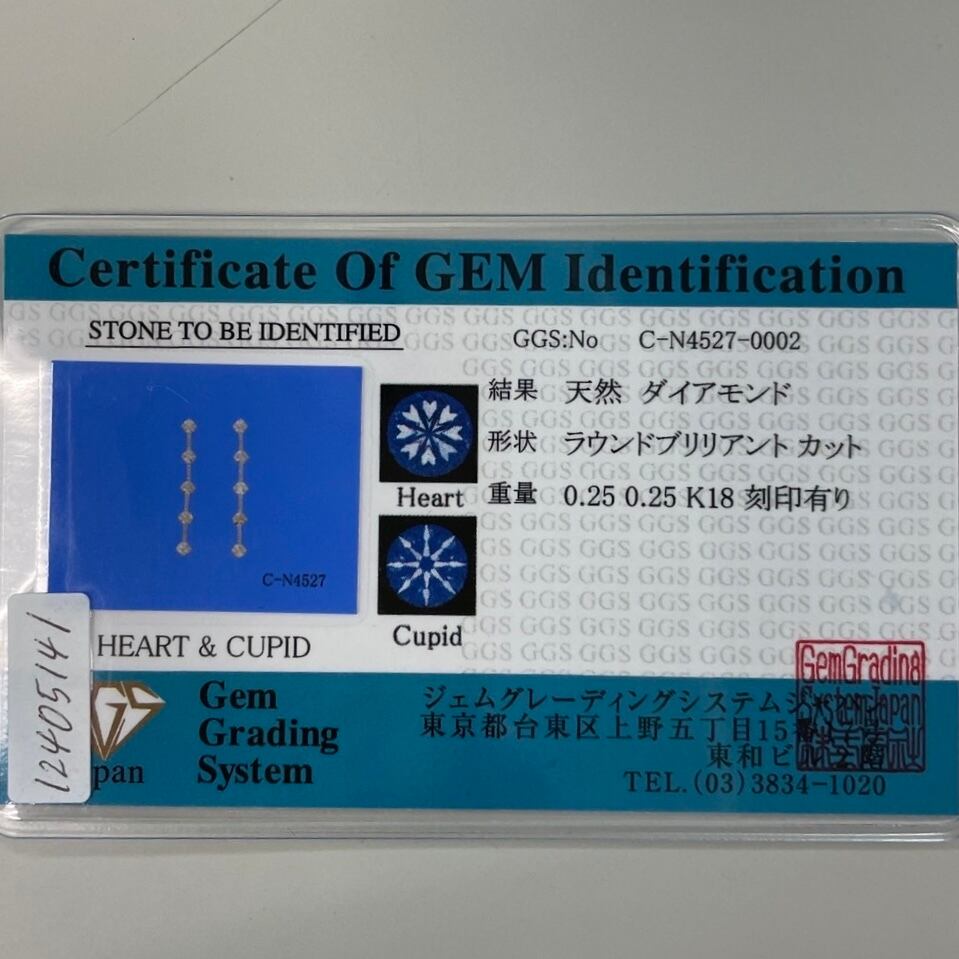 Certificate Of GEM Identification
STONE TO BE IDENTIFIED
GGS:No C-N4527-0002
結果 天然 ダイアモンド
形状 ラウンドブリリアント カット
重量 0.25 0.25 K18 刻印有り
Heart
C-N4527
Cupid
HEART & CUPID
124051441
Gem
Grading
System
ジェムグレーディングシステム
東京都台東区上野五丁目15
東和ビ
TEL.(03)3834-1020
GemGrading
System Japan